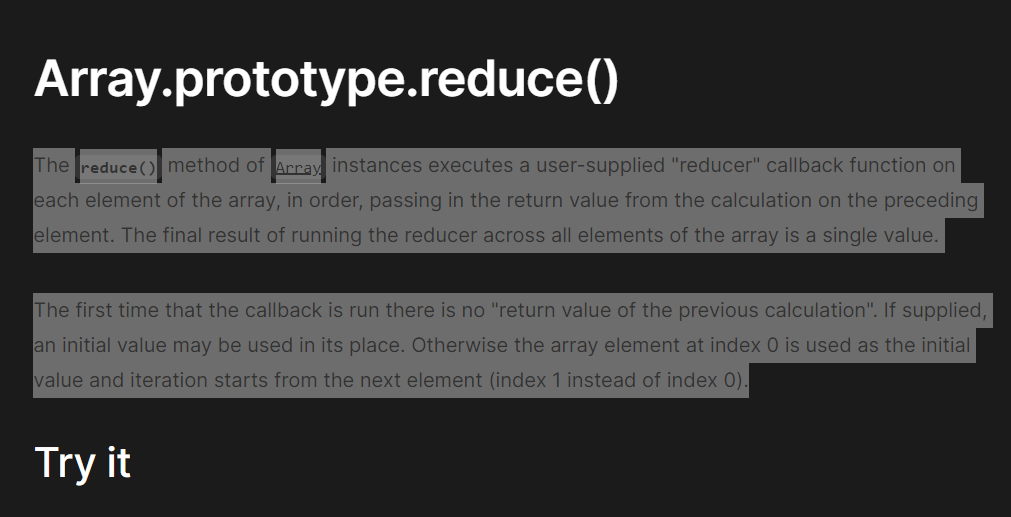 Array.prototype.reduce()
The reduce() method of Array instances executes a user-supplied "reducer" callback function on
each element of the array, in order, passing in the return value from the calculation on the preceding
element. The final result of running the reducer across all elements of the array is a single value.
The first time that the callback is run there is no "return value of the previous calculation". If supplied,
an initial value may be used in its place. Otherwise the array element at index 0 is used as the initial
value and iteration starts from the next element (index 1 instead of index 0).
Try it